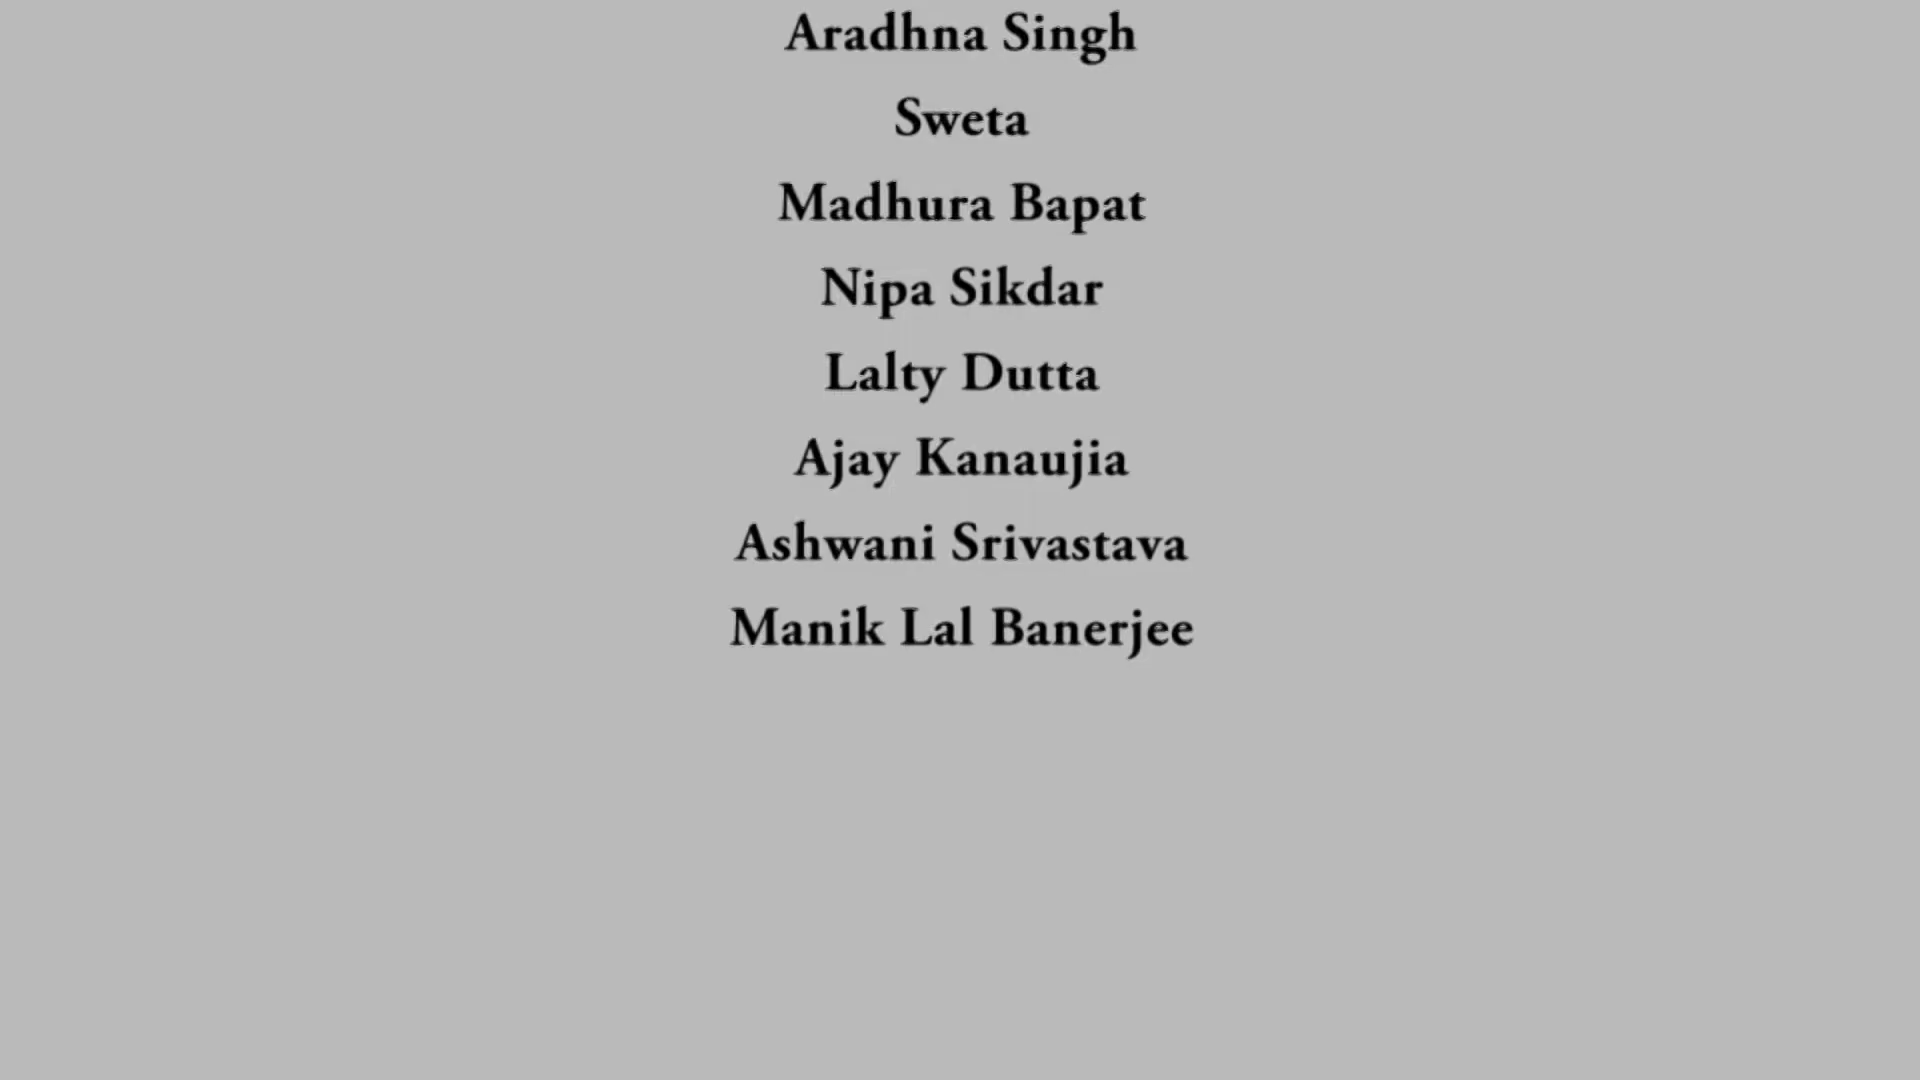 Aradhna Singh
Sweta
Madhura Bapat
Nipa Sikdar
Lalty Dutta
Ajay Kanaujia
Ashwani Srivastava
Manik Lal Banerjee